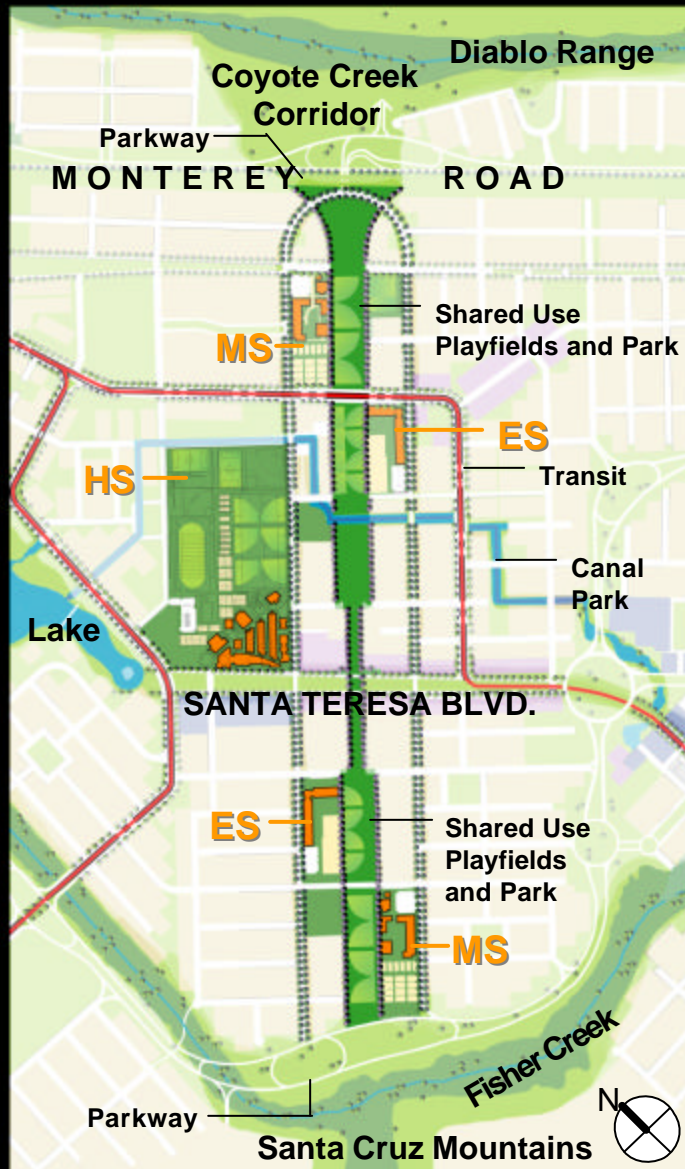 Diablo Range
Coyote Creek
Corridor
Parkway
MONTEREY ROAD
Shared Use
Playfields and Park
MS
ES
HS
Transit
Canal
Park
Lake
SANTA TERESA BLVD.
ES
Shared Use
Playfields
and Park
MS
Fisher Creek
N
Parkway
Santa Cruz Mountains